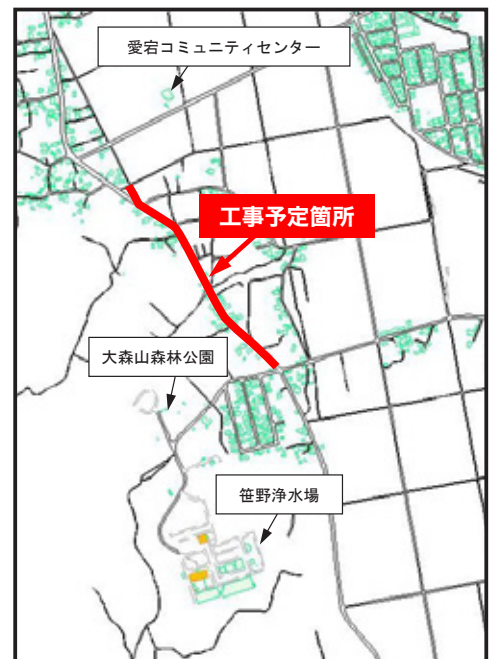 愛宕コミュニティセンター
工事予定箇所
大森山森林公園
笹野浄水場